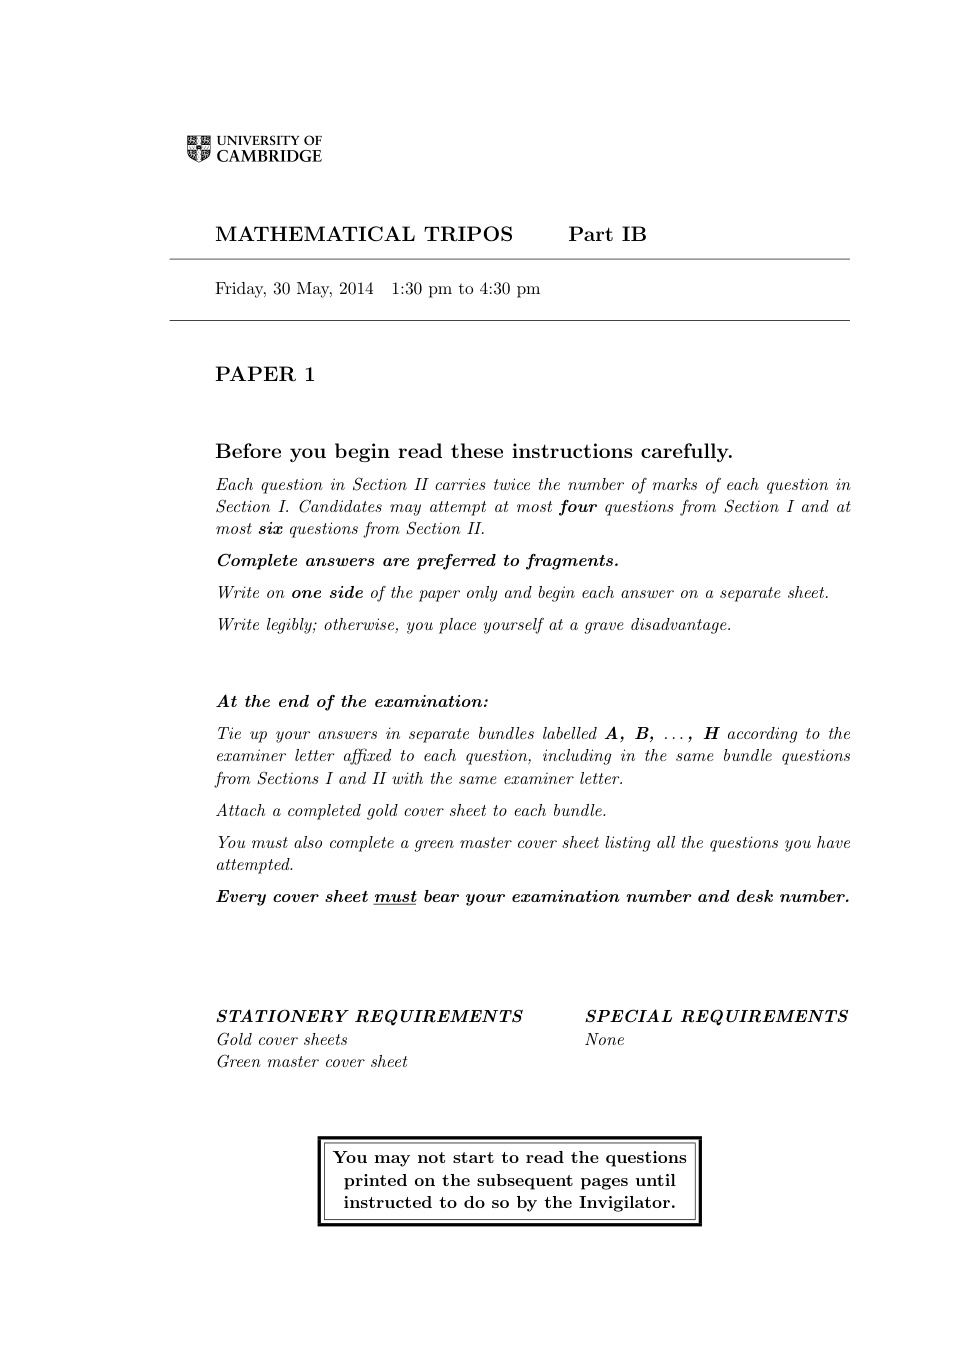 UNIVERSITY OF
CAMBRIDGE
MATHEMATICAL TRIPOS Part IB
Friday, 30 May, 2014 1:30 pm to 4:30 pm
PAPER 1
Before you begin read these instructions carefully.
Each question in Section II carries twice the number of marks of each question in
Section I. Candidates may attempt at most four questions from Section I and at
most six questions from Section II.
Complete answers are preferred to fragments.
Write on one side of the paper only and begin each answer on a separate sheet.
Write legibly; otherwise, you place yourself at a grave disadvantage.
At the end of the examination:
Tie up your answers in separate bundles labelled A, B, . . . , H according to the
examiner letter affixed to each question, including in the same bundle questions
from Sections I and II with the same examiner letter.
Attach a completed gold cover sheet to each bundle.
You must also complete a green master cover sheet listing all the questions you have
attempted.
Every cover sheet must bear your examination number and desk number.
STATIONERY REQUIREMENTS
Gold cover sheets
Green master cover sheet
SPECIAL REQUIREMENTS
None
You may not start to read the questions
printed on the subsequent pages until
instructed to do so by the Invigilator.